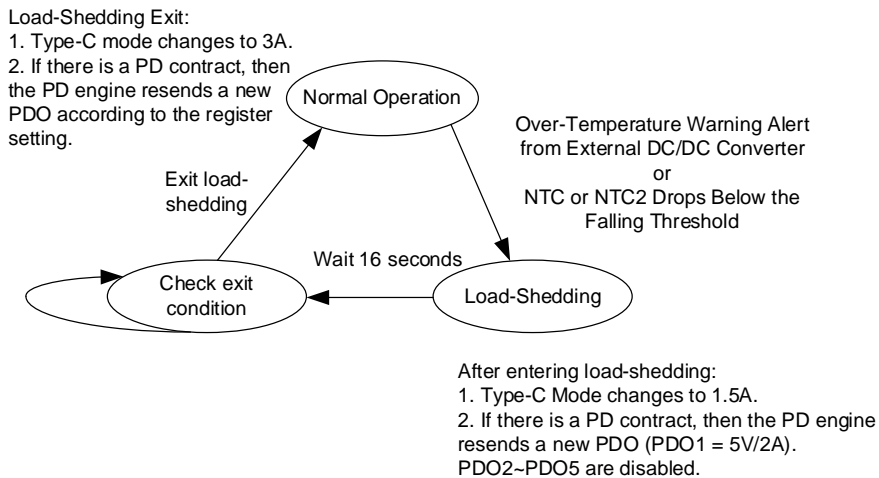 Load-Shedding Exit:
1. Type-C mode changes to 3A.
2. If there is a PD contract, then
the PD engine resends a new
PDO according to the register
setting.
Normal Operation
Over-Temperature Warning Alert
from External DC/DC Converter
or
NTC or NTC2 Drops Below the
Falling Threshold
Exit load-
shedding
Wait 16 seconds
Check exit
condition
Load-Shedding
After entering load-shedding:
1. Type-C Mode changes to 1.5A.
2. If there is a PD contract, then the PD engine
resends a new PDO (PDO1 = 5V/2A).
PDO2~PDO5 are disabled.